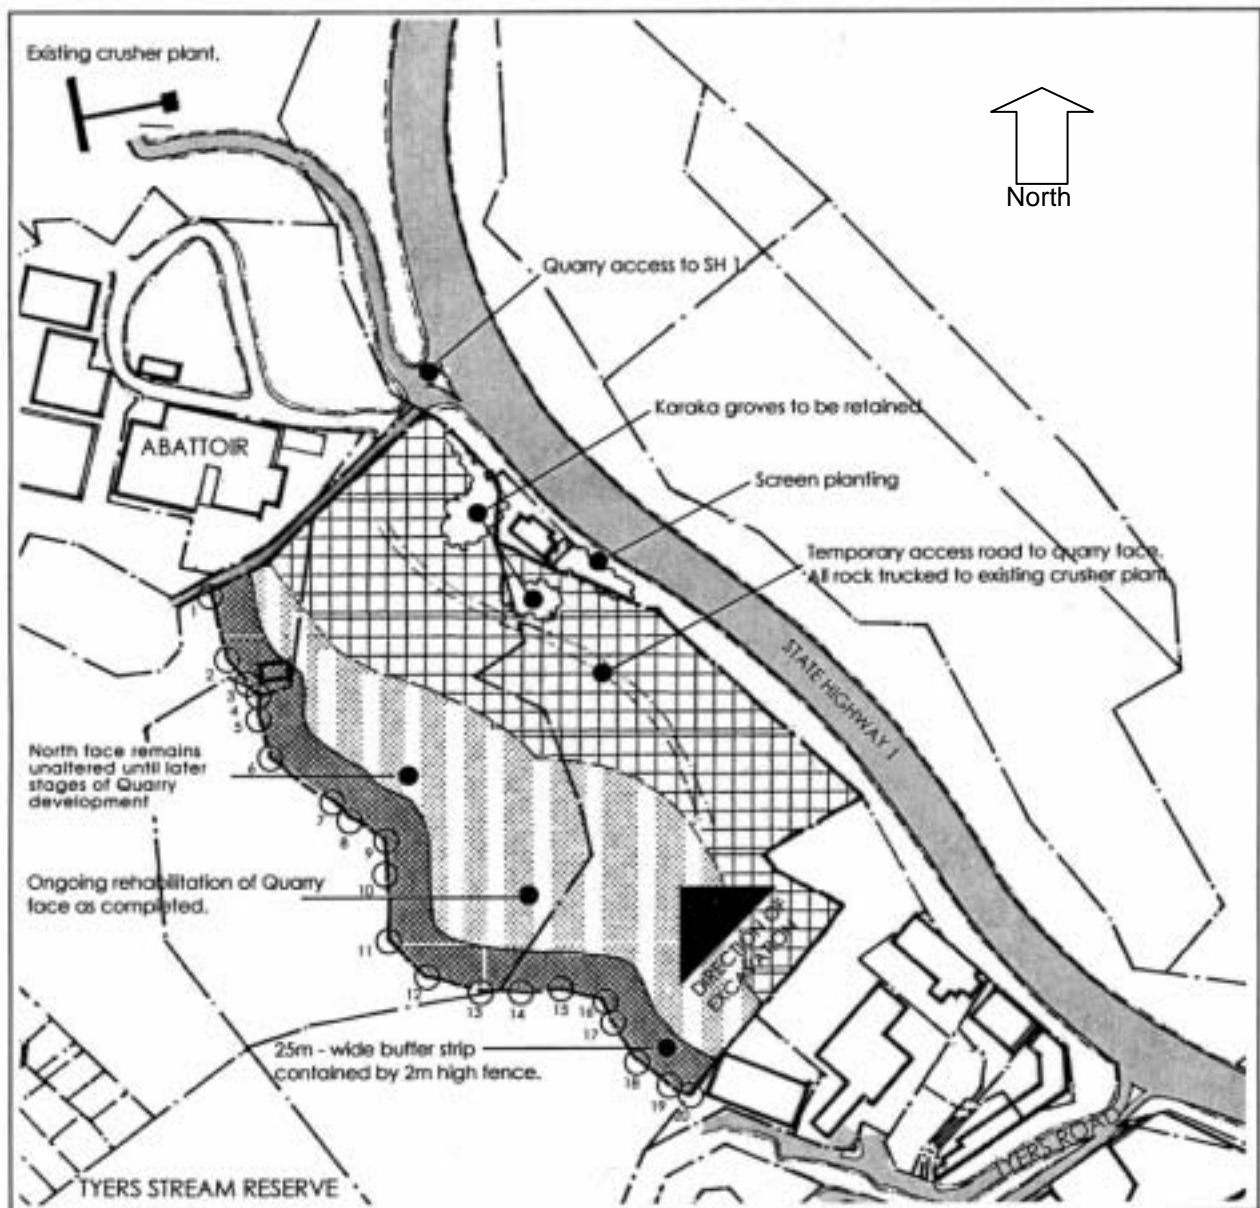 Existing crusher plant.
North
Quarry access to SH 1
Karaka groves to be retained
ABATTOIR
Screen planting
Temporary access road to quarry face.
All rock trucked to existing crusher plant.
1
2
3
4
5
6
7
8
9
10
11
12
13
14
15
16
17
18
19
20
STATE HIGHWAY 1
North face remains
unaltered until later
stages of Quarry
development
Ongoing rehabilitation of Quarry
face as completed.
DIRECTION OF
EXCAVATON
25m - wide buffer strip
contained by 2m high fence.
TYERS ROAD
TYERS STREAM RESERVE